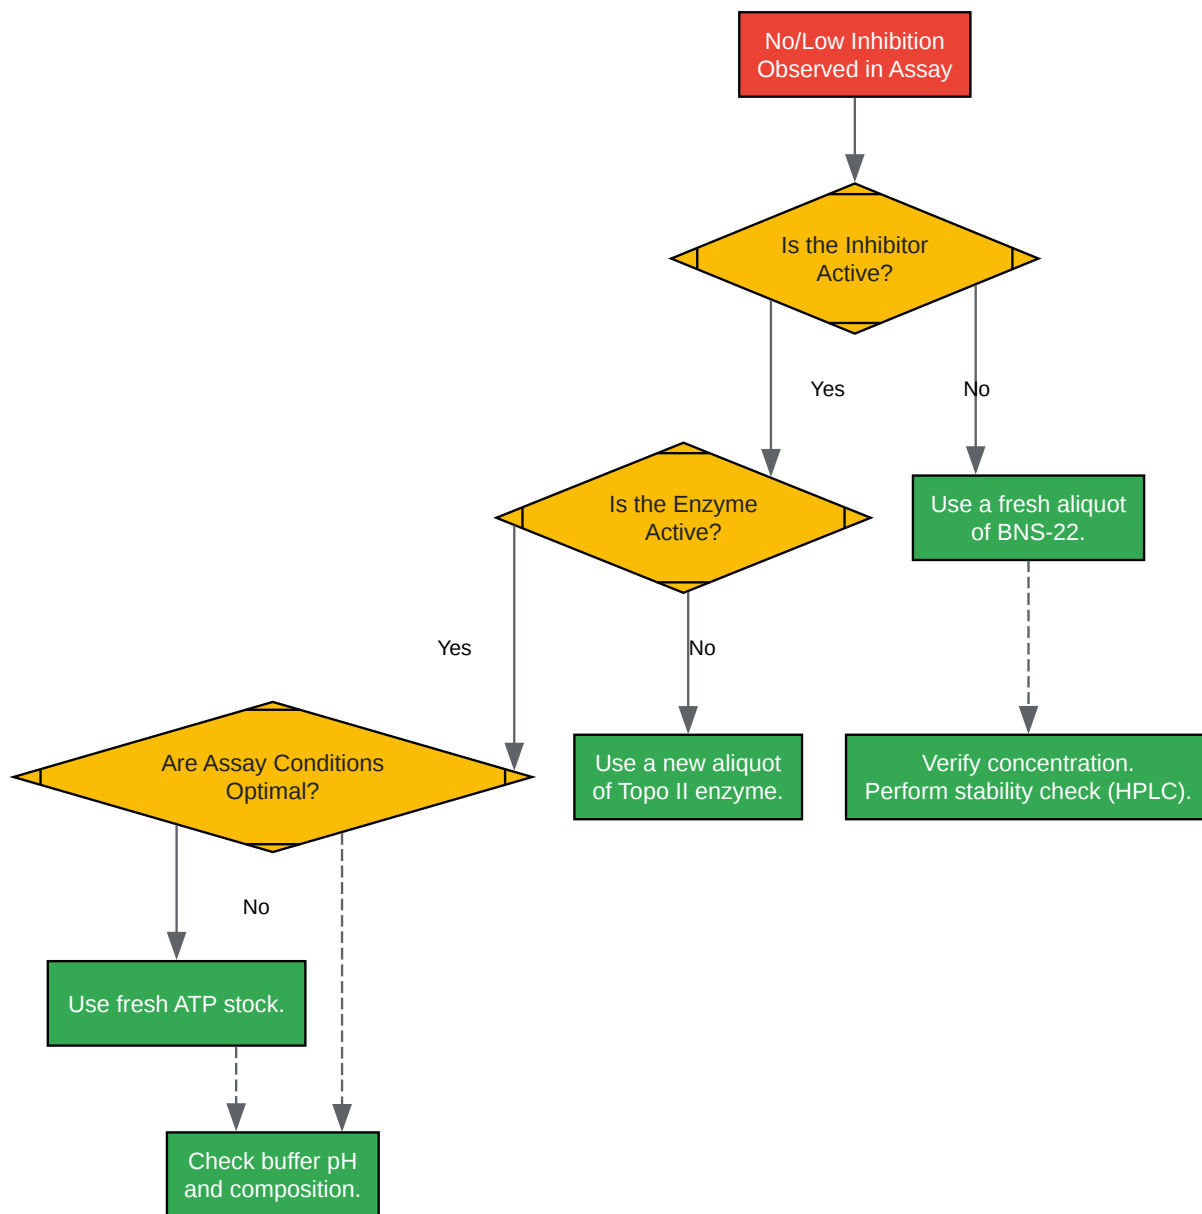 No/Low Inhibition
Observed in Assay
Is the Inhibitor
Active?
Yes
No
Is the Enzyme
Active?
Use a fresh aliquot
of BNS-22.
Yes
No
Are Assay Conditions
Optimal?
Use a new aliquot
of Topo II enzyme.
Verify concentration.
Perform stability check (HPLC).
No
Use fresh ATP stock.
Check buffer pH
and composition.